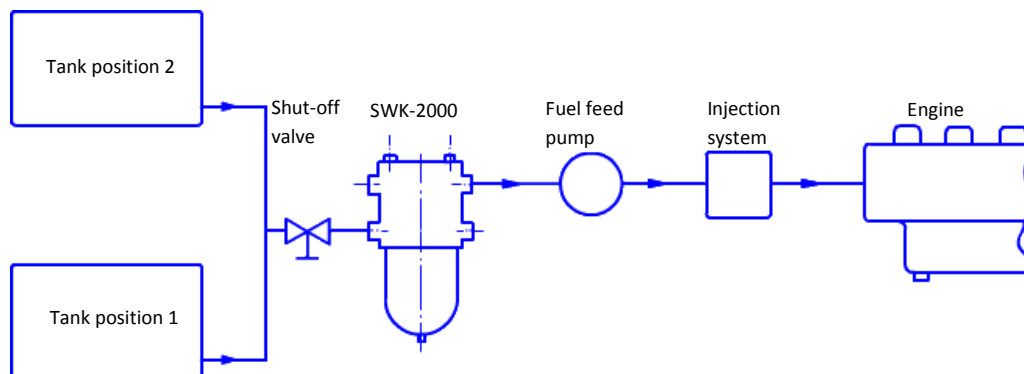 Tank position 2
Shut-off
valve
SWK-2000
Fuel feed
pump
Injection
system
Engine
Tank position 1